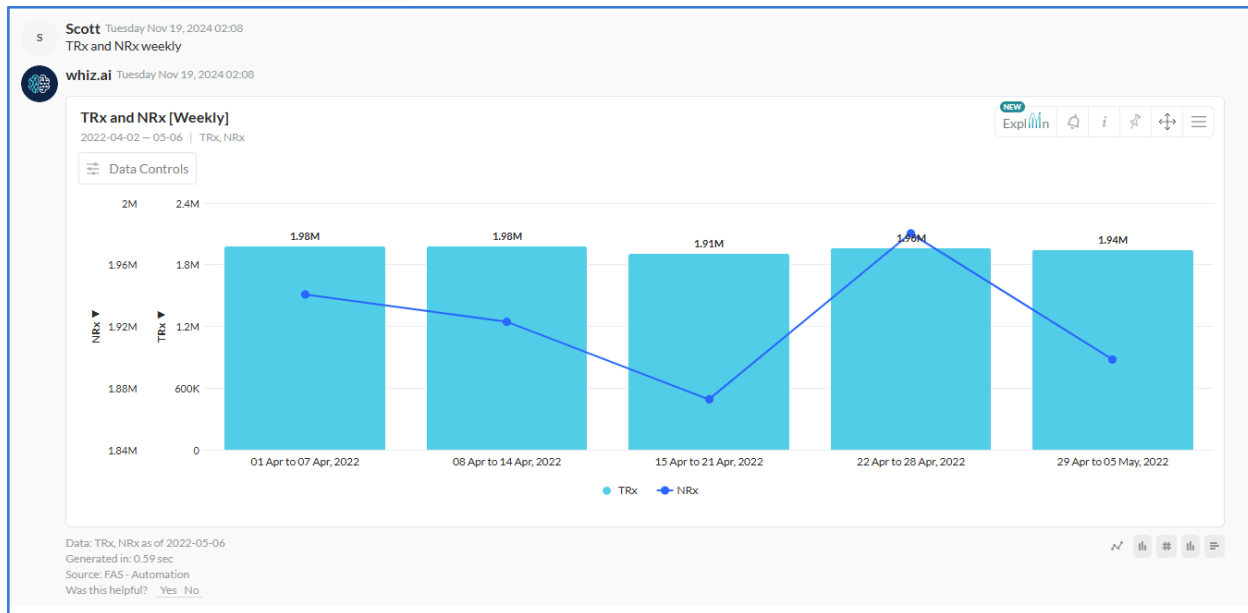 S
Scott Tuesday Nov 19, 2024 02:08
TRx and NRx weekly
whiz.ai Tuesday Nov 19, 2024 02:08
TRx and NRx [Weekly]
2022-04-02 — 05-06 | TRx, NRx
NEW
Explain
i
Data Controls
2M 2.4M
1.98M 1.98M 1.91M 1.96M 1.94M
1.96M 1.8M
NRx ▼ TRx ▼
1.92M 1.2M
1.88M 600K
1.84M 0
01 Apr to 07 Apr, 2022 08 Apr to 14 Apr, 2022 15 Apr to 21 Apr, 2022 22 Apr to 28 Apr, 2022 29 Apr to 05 May, 2022
TRx NRx
Data: TRx, NRx as of 2022-05-06
Generated in: 0.59 sec
Source: FAS - Automation
Was this helpful? Yes No